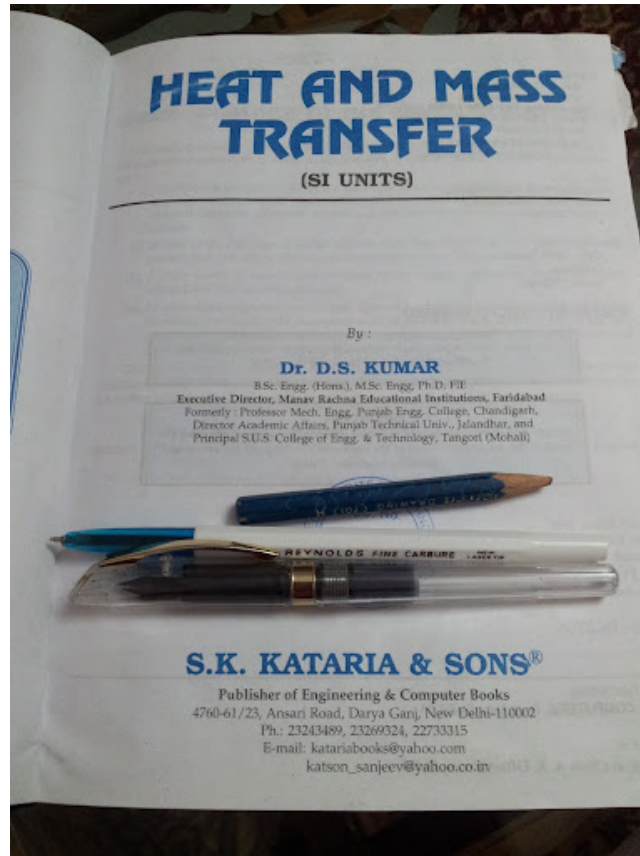 HEAT AND MASS
TRANSFER
(SI UNITS)
By :
Dr. D.S. KUMAR
B.Sc. Engg. (Hons.), M.Sc. Engg, Ph.D, FIE
Executive Director, Manav Rachna Educational Institutions, Faridabad
Formerly : Professor Mech. Engg, Punjab Engg. College, Chandigarh,
Director Academic Affairs, Punjab Technical Univ., Jalandhar, and
Principal S.U.S. College of Engg. & Technology, Tangori (Mohali)
REYNOLDS FINE CARBURE
S.K. KATARIA & SONS®
Publisher of Engineering & Computer Books
4760-61/23, Ansari Road, Darya Ganj, New Delhi-110002
Ph.: 23243489, 23269324, 22733315
E-mail: katariabooks@yahoo.com
katson_sanjeev@yahoo.co.in